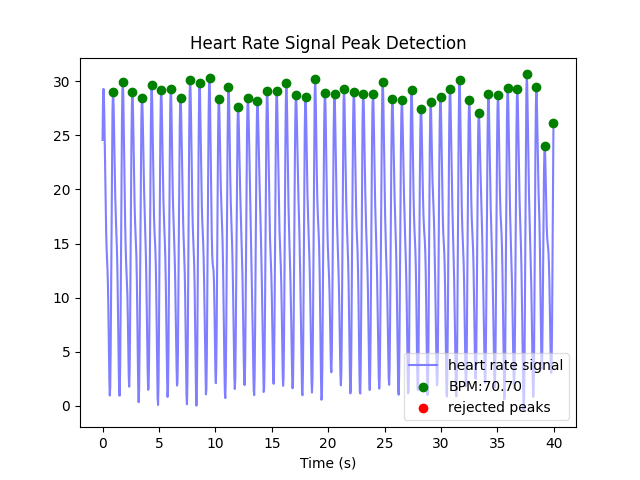 Heart Rate Signal Peak Detection
30
25
20
15
10
5
0
heart rate signal
BPM:70.70
rejected peaks
0 5 10 15 20 25 30 35 40
Time (s)